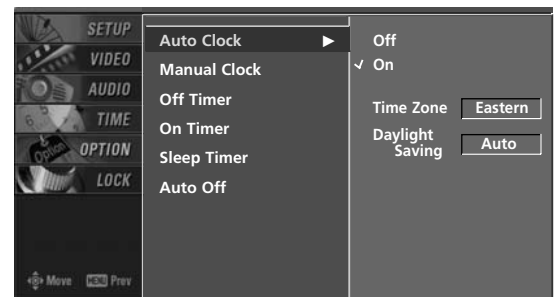 SETUP
VIDEO
AUDIO
TIME
Option OPTION
LOCK
Move MENU Prev
Auto Clock ►
Manual Clock
Off Timer
On Timer
Sleep Timer
Auto Off
Off
✓ On
Time Zone Eastern
Daylight
Saving Auto